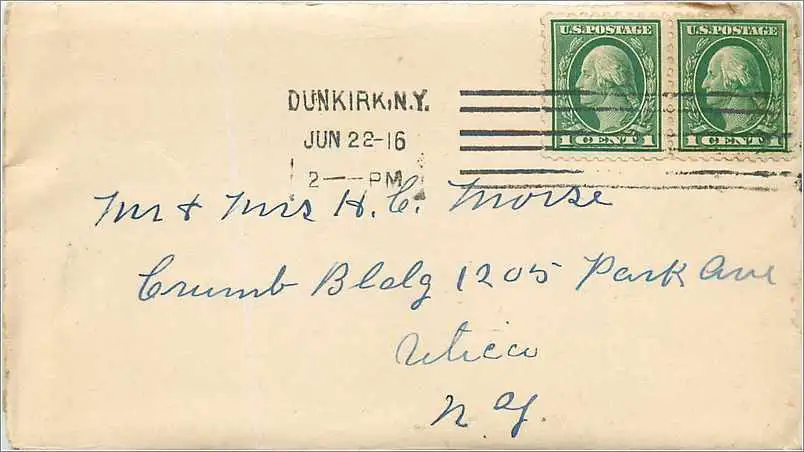 U.S. POSTAGE U.S. POSTAGE
1 CENT 1 1 CENT 1
DUNKIRK, N.Y.
JUN 22-16
2 — PM
Mr & Mrs H. C. Morse
Crumb Bldg 1205 Park Ave
Utica
N Y.